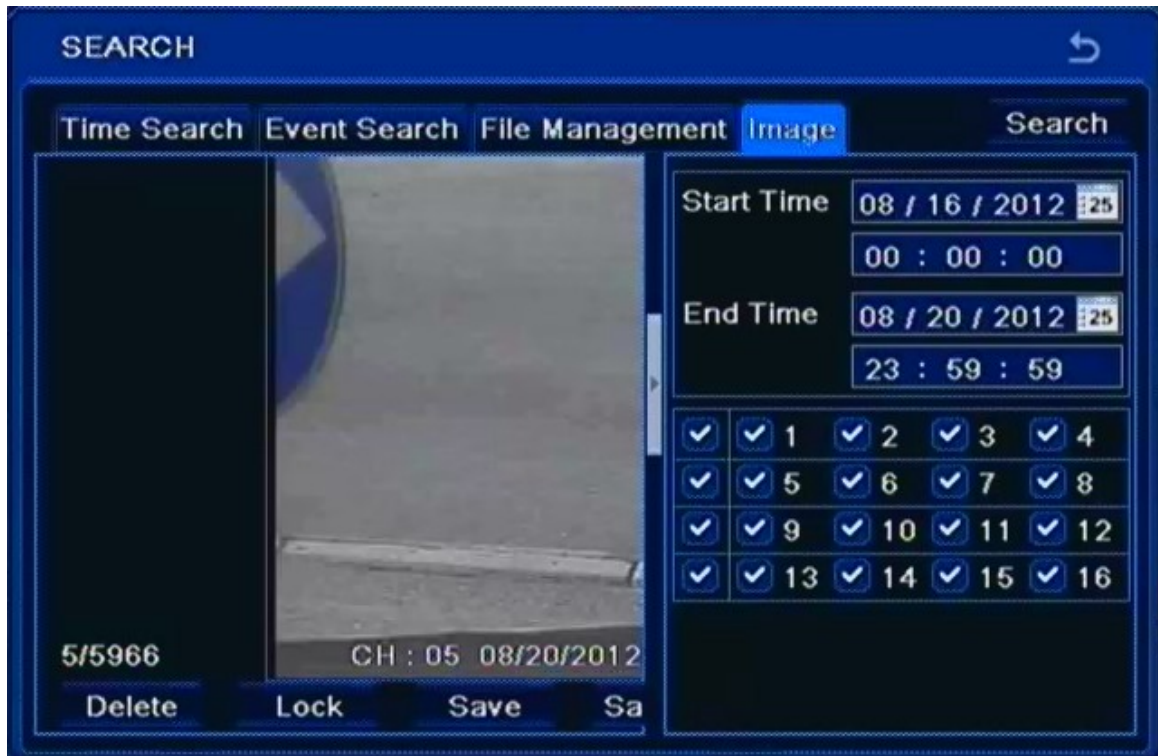 SEARCH
Time Search Event Search File Management Image Search
Start Time 08 / 16 / 2012 25
00 : 00 : 00
End Time 08 / 20 / 2012 25
23 : 59 : 59
1 2 3 4
5 6 7 8
9 10 11 12
13 14 15 16
5/5966 CH : 05 08/20/2012
Delete Lock Save Sa